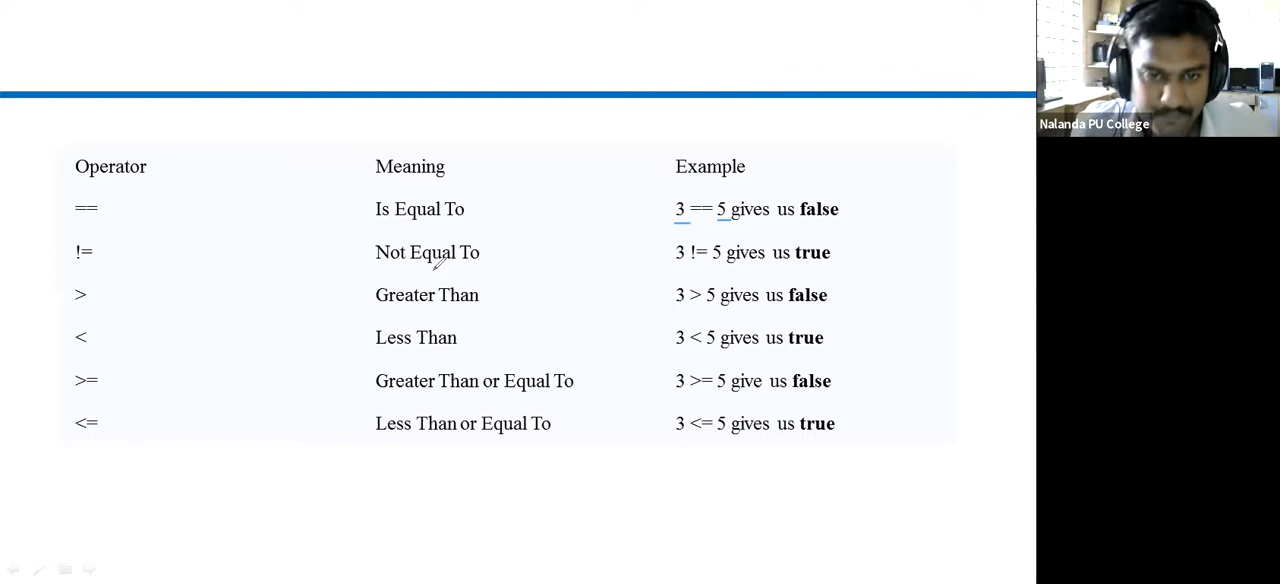 Operator Meaning Example
== Is Equal To 3 == 5 gives us false
!= Not Equal To 3 != 5 gives us true
> Greater Than 3 > 5 gives us false
< Less Than 3 < 5 gives us true
>= Greater Than or Equal To 3 >= 5 give us false
<= Less Than or Equal To 3 <= 5 gives us true
Nalanda PU College